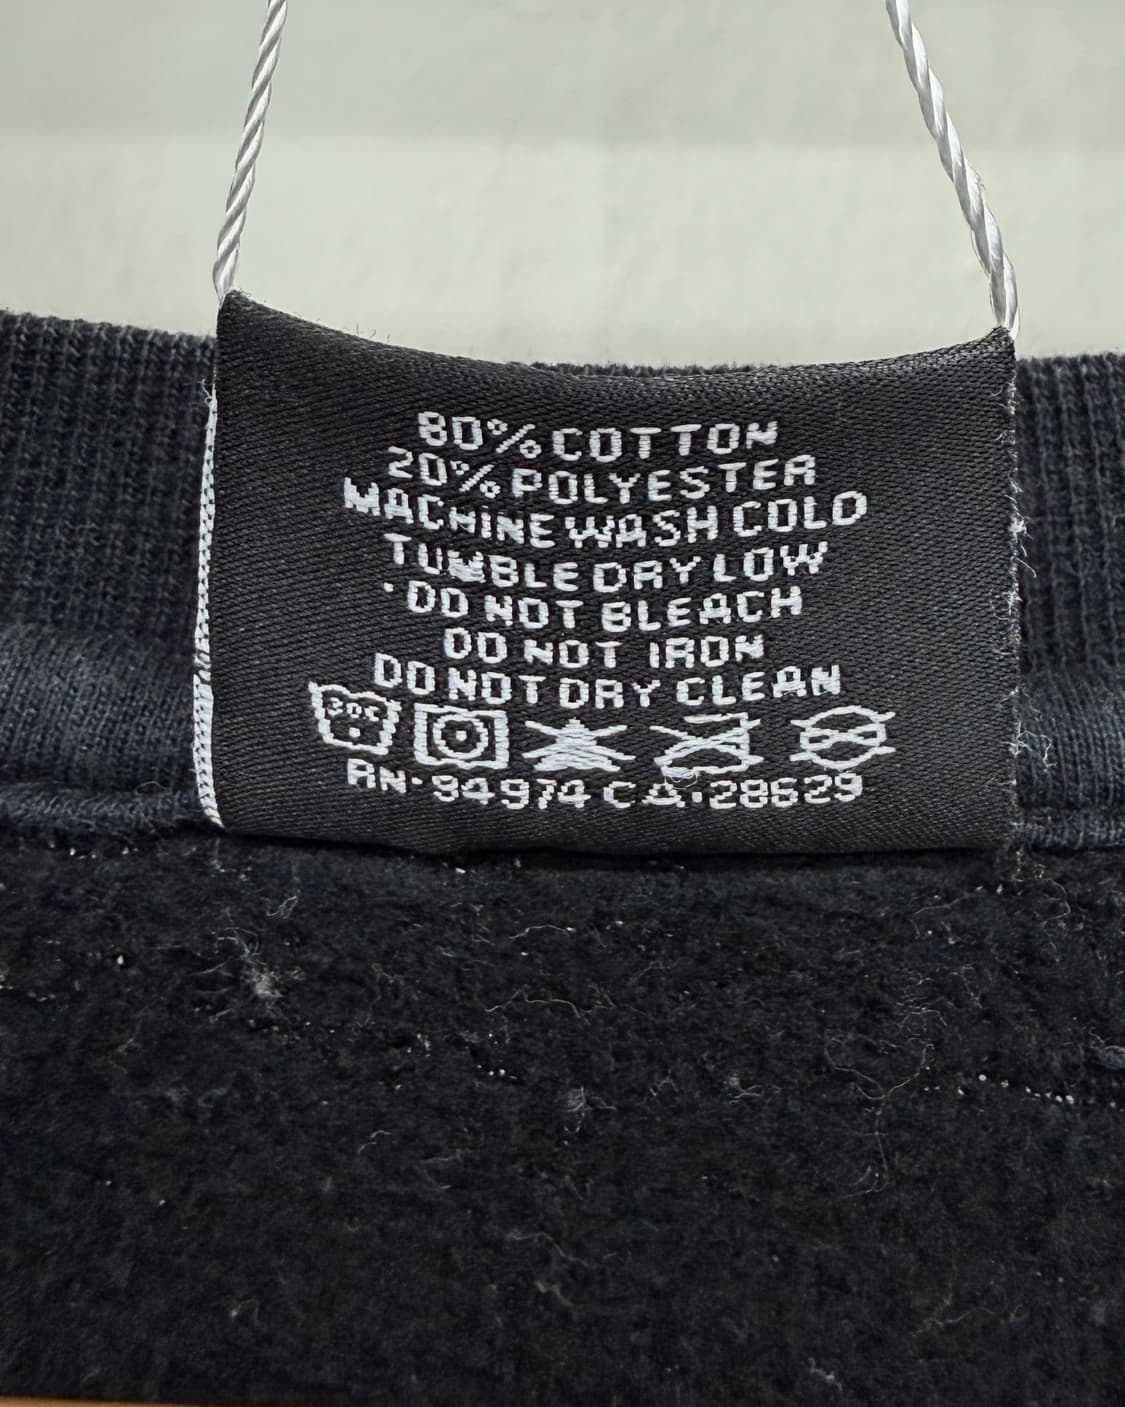 80% COTTON
20% POLYESTER
MACHINE WASH COLD
TUMBLE DRY LOW
DO NOT BLEACH
DO NOT IRON
DO NOT DRY CLEAN
30C
RN·94974 CA·28629